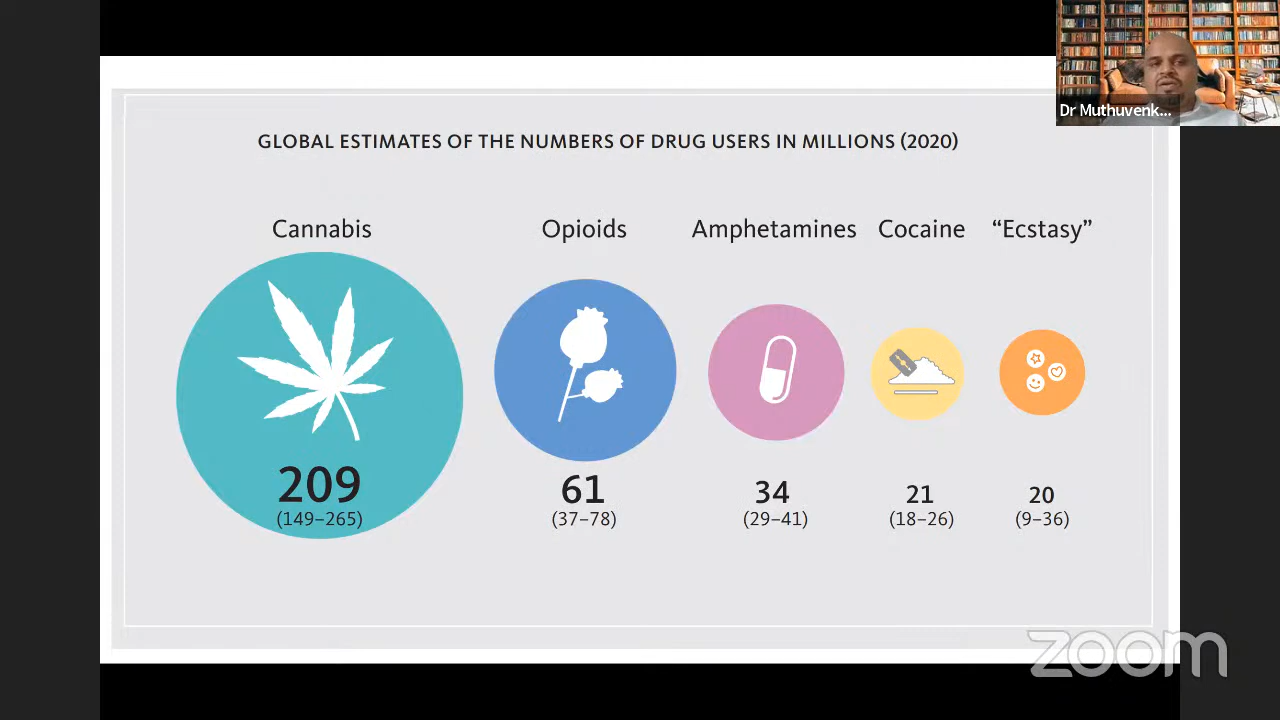 Dr Muthuvenk...
GLOBAL ESTIMATES OF THE NUMBERS OF DRUG USERS IN MILLIONS (2020)
Cannabis Opioids Amphetamines Cocaine “Ecstasy”
209 61 34 21 20
(149–265) (37–78) (29–41) (18–26) (9–36)
zoom